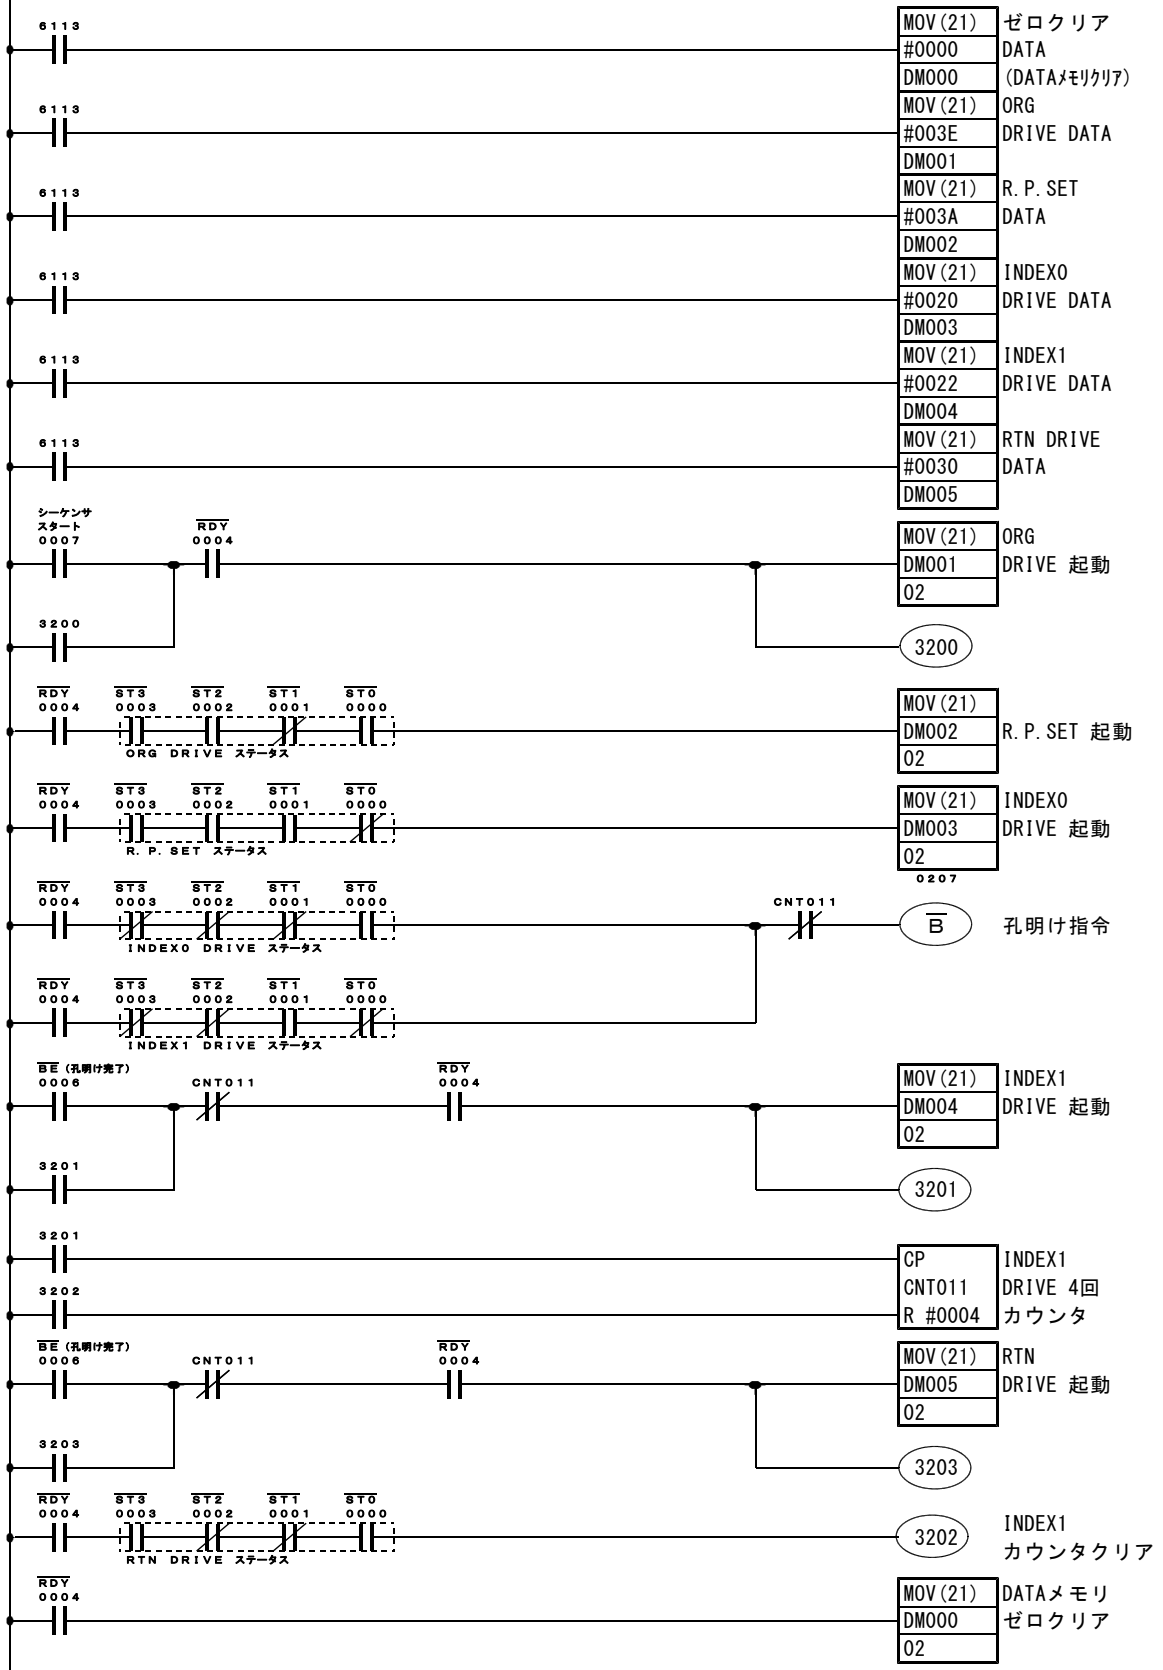 6113
MOV(21) ゼロクリア
#0000 DATA
DM000 (DATAメモリクリア)
6113
MOV(21) ORG
#003E DRIVE DATA
DM001
6113
MOV(21) R.P.SET
#003A DATA
DM002
6113
MOV(21) INDEX0
#0020 DRIVE DATA
DM003
6113
MOV(21) INDEX1
#0022 DRIVE DATA
DM004
6113
MOV(21) RTN DRIVE
#0030 DATA
DM005
シーケンサ
スタート RDY
0007 0004
MOV(21) ORG
DM001 DRIVE 起動
02
3200
3200
RDY ST3 ST2 ST1 ST0
0004 0003 0002 0001 0000
MOV(21)
DM002 R.P.SET 起動
ORG DRIVE ステータス
02
RDY ST3 ST2 ST1 ST0
0004 0003 0002 0001 0000
MOV(21) INDEX0
DM003 DRIVE 起動
R.P.SET ステータス
02
0207
RDY ST3 ST2 ST1 ST0
0004 0003 0002 0001 0000 CNT011
B 孔明け指令
INDEX0 DRIVE ステータス
RDY ST3 ST2 ST1 ST0
0004 0003 0002 0001 0000
INDEX1 DRIVE ステータス
BE (孔明け完了) RDY
0006 CNT011 0004
MOV(21) INDEX1
DM004 DRIVE 起動
02
3201
3201
3201
CP INDEX1
CNT011 DRIVE 4回
3202
R #0004 カウンタ
BE (孔明け完了) RDY
0006 CNT011 0004
MOV(21) RTN
DM005 DRIVE 起動
02
3203
3203
RDY ST3 ST2 ST1 ST0
0004 0003 0002 0001 0000
3202 INDEX1
カウンタクリア
RTN DRIVE ステータス
RDY
0004
MOV(21) DATAメモリ
DM000 ゼロクリア
02